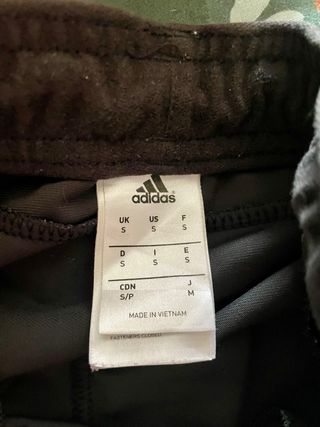 adidas
UK US F
S S S
D I E
S S S
CDN J
S/P M
MADE IN VIETNAM
FASTENERS CLOSED.